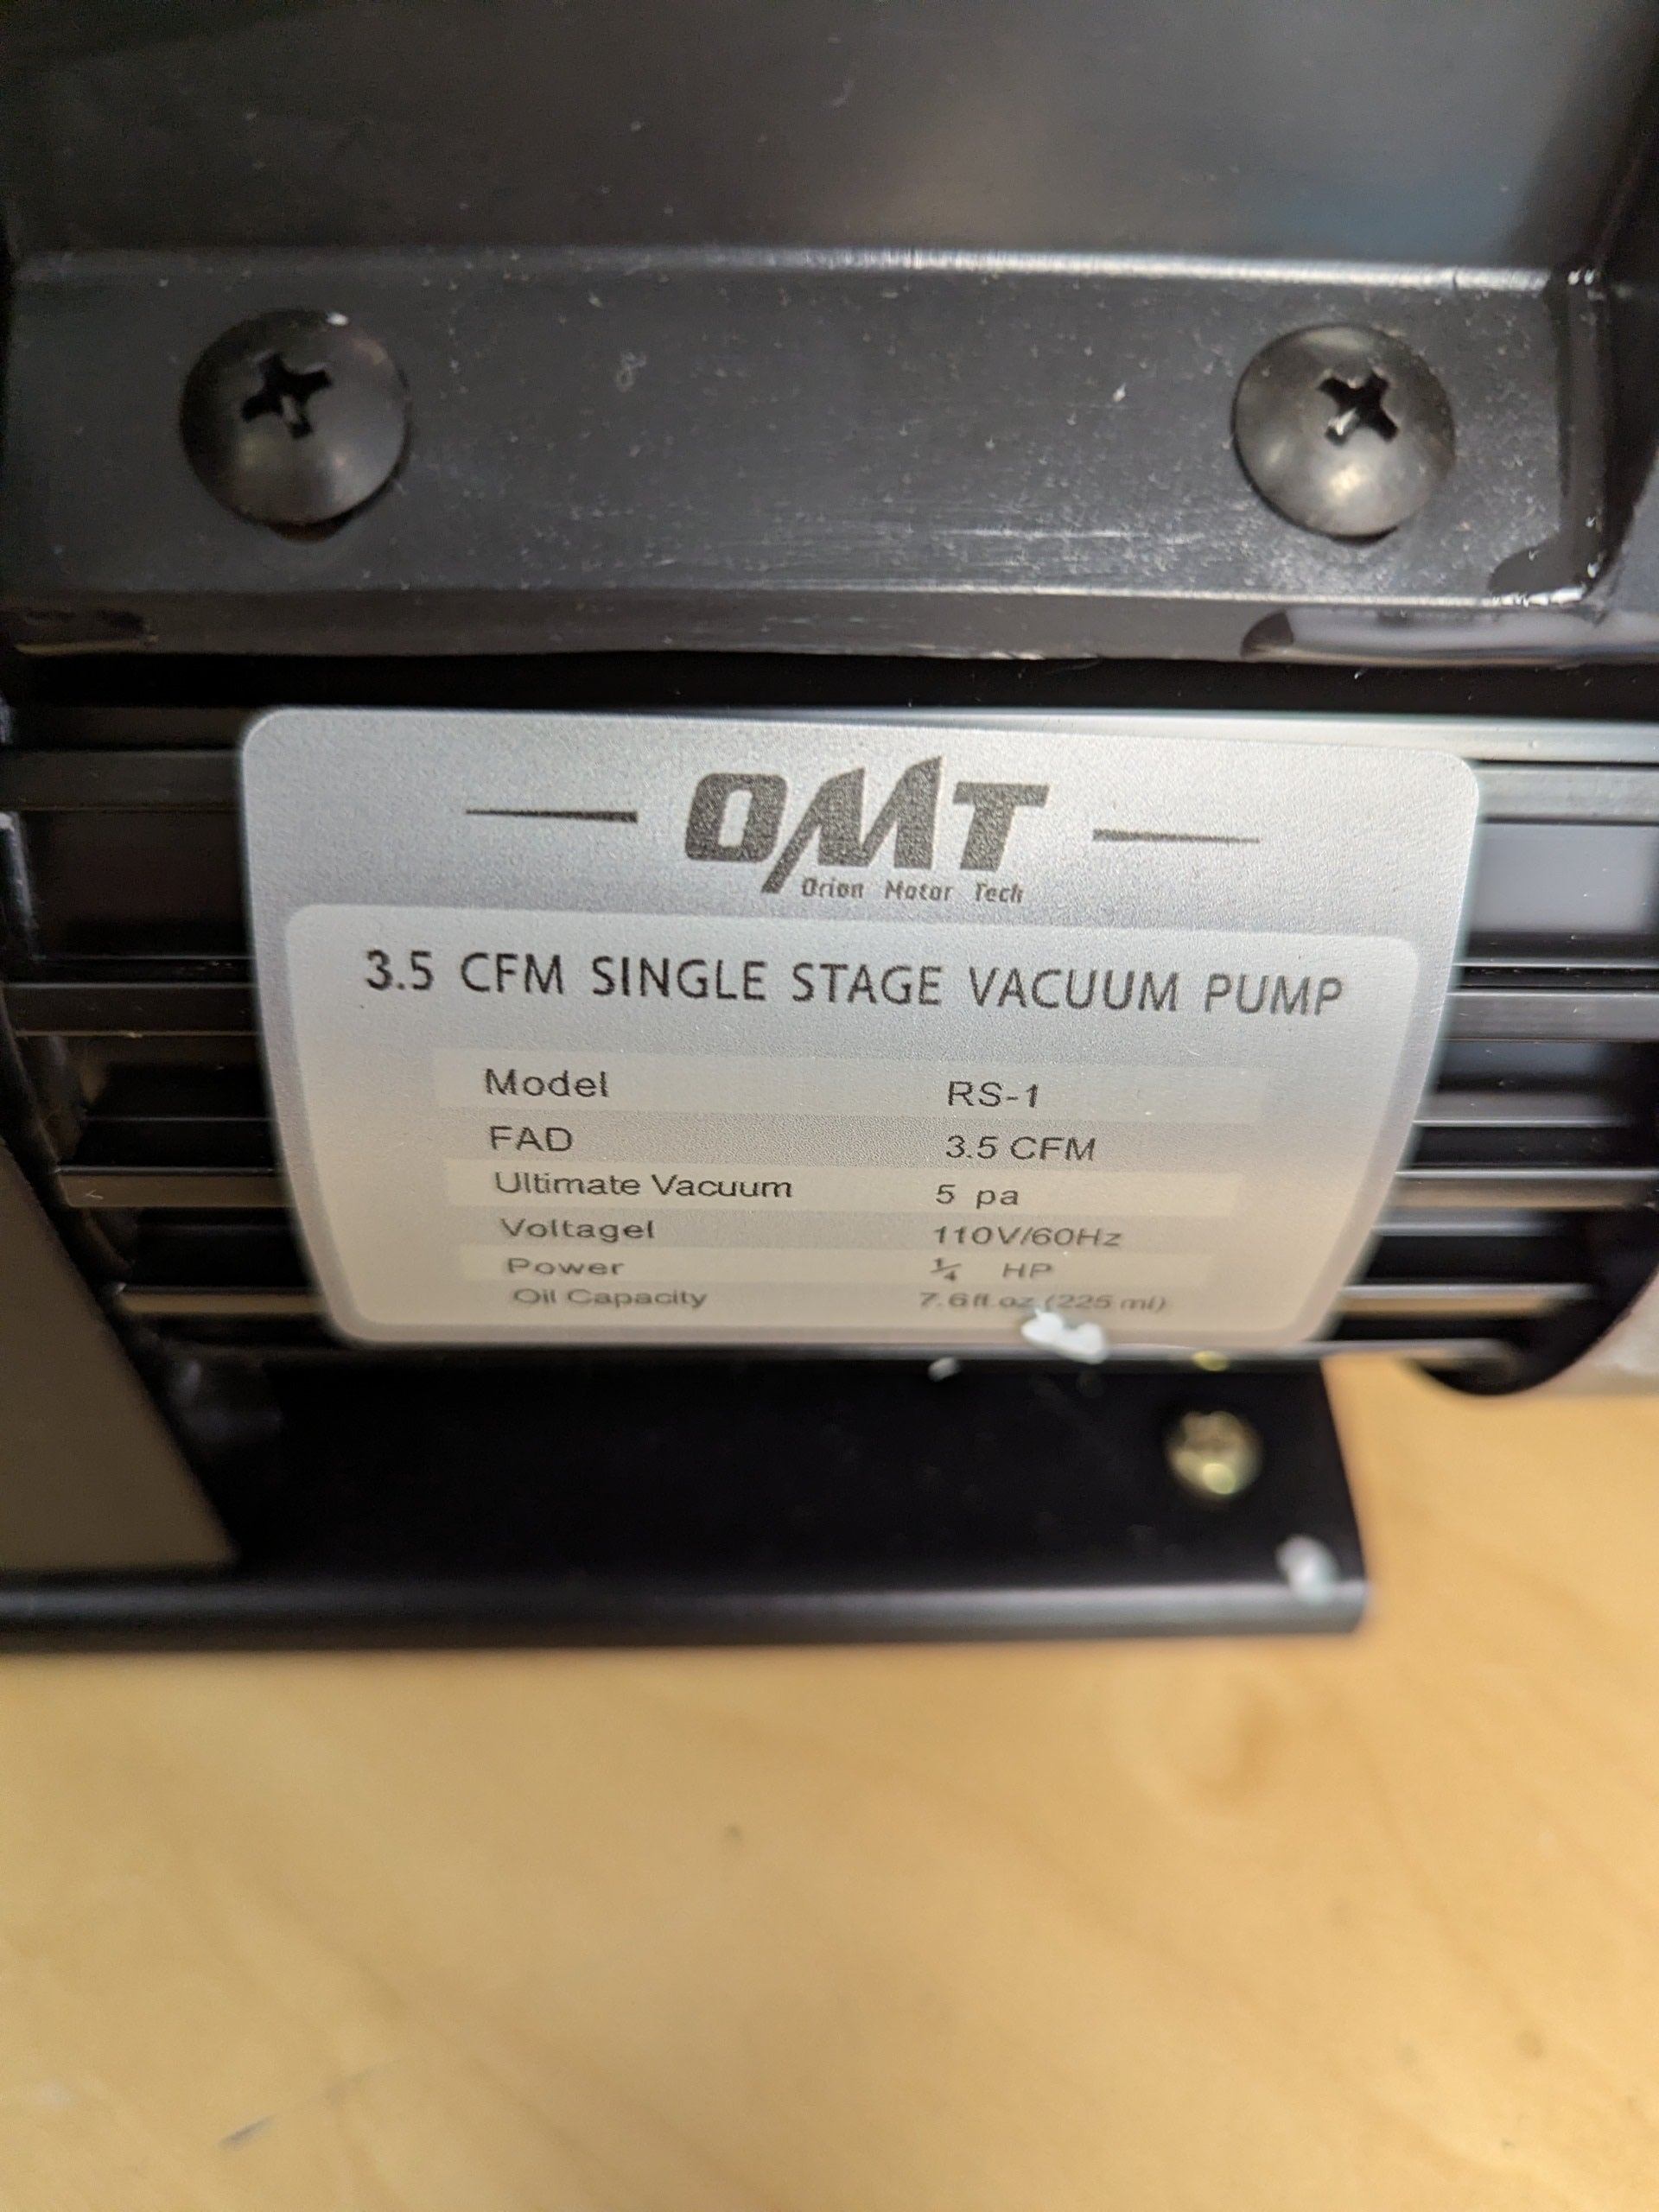 OMT
Orion Motor Tech
3.5 CFM SINGLE STAGE VACUUM PUMP
Model RS-1
FAD 3.5 CFM
Ultimate Vacuum 5 pa
Voltagel 110V/60Hz
Power ¼ HP
Oil Capacity 7.6fl.oz (225 ml)